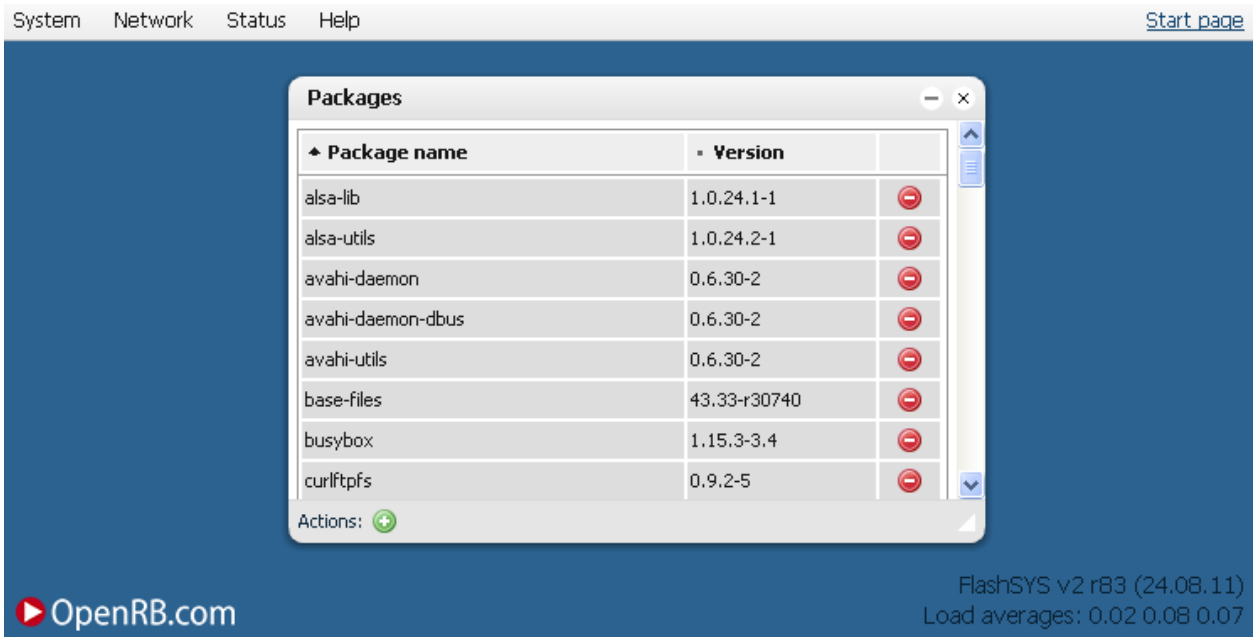 System Network Status Help Start page
Packages
Package name Version
alsa-lib 1.0.24.1-1
alsa-utils 1.0.24.2-1
avahi-daemon 0.6.30-2
avahi-daemon-dbus 0.6.30-2
avahi-utils 0.6.30-2
base-files 43.33-r30740
busybox 1.15.3-3.4
curlftpfs 0.9.2-5
Actions:
FlashSYS v2 r83 (24.08.11)
OpenRB.com
Load averages: 0.02 0.08 0.07